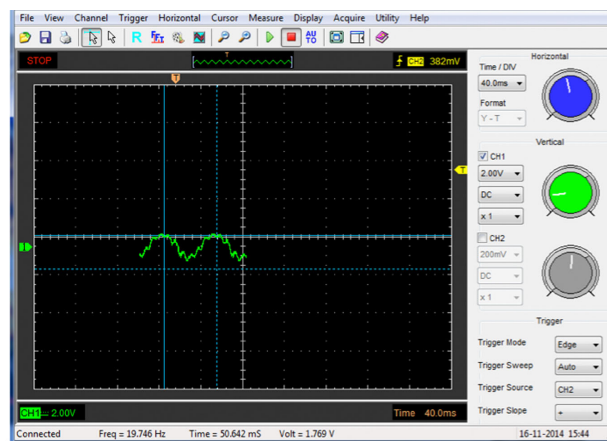 File View Channel Trigger Horizontal Cursor Measure Display Acquire Utility Help
R FFT AUTO
STOP T CH2 382mV
T
T
1
CH1 2.00V Time 40.0ms
Horizontal
Time / DIV
40.0ms
Format
Y - T
Vertical
CH1
2.00V
DC
x 1
CH2
200mV
DC
x 1
Trigger
Trigger Mode Edge
Trigger Sweep Auto
Trigger Source CH2
Trigger Slope +
Connected Freq = 19.746 Hz Time = 50.642 mS Volt = 1.769 V 16-11-2014 15:44